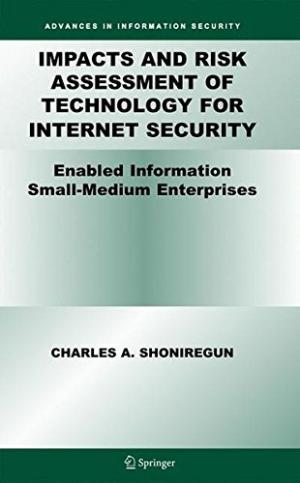 ADVANCES IN INFORMATION SECURITY
IMPACTS AND RISK
ASSESSMENT OF
TECHNOLOGY FOR
INTERNET SECURITY
Enabled Information
Small-Medium Enterprises
CHARLES A. SHONIREGUN
Springer